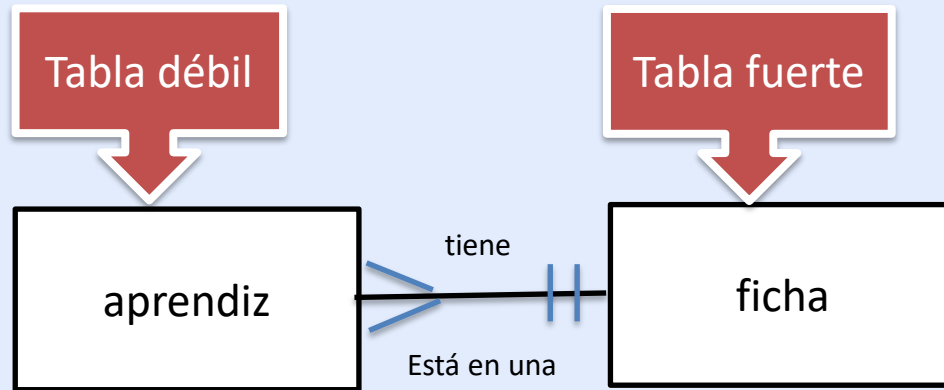 Tabla débil
Tabla fuerte
tiene
aprendiz
ficha
Está en una